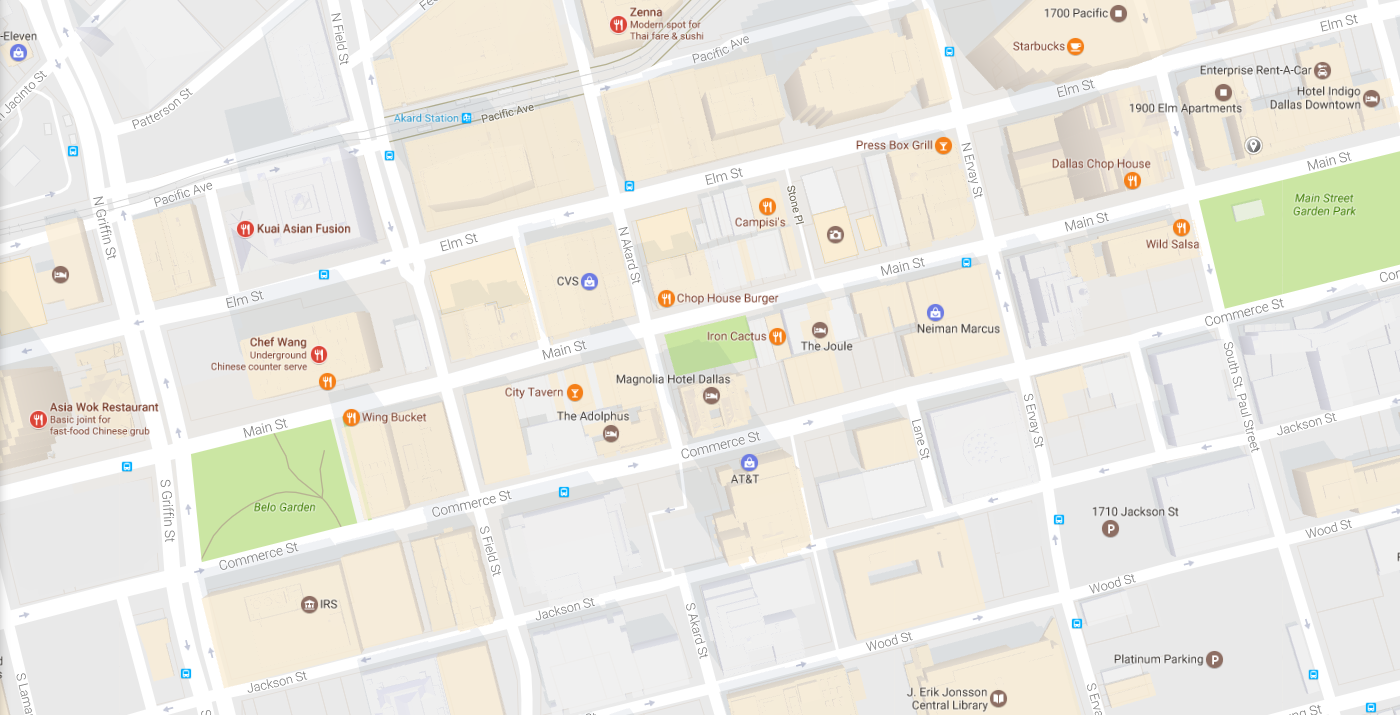 Zenna
Modern spot for
Thai fare & sushi
1700 Pacific
Elm St
-Eleven
N Field St
Pacific Ave
Starbucks
Enterprise Rent-A-Car
Elm St
Hotel Indigo
Dallas Downtown
1900 Elm Apartments
Patterson St
Akard Station
Pacific Ave
Press Box Grill
Main St
Dallas Chop House
N Ervay St
Elm St
Campisi's
Stone Pl
Main Street
Garden Park
Pacific Ave
N Griffin St
Kuai Asian Fusion
Elm St
N Akard St
Main St
Wild Salsa
Main St
CVS
Elm St
Chop House Burger
Iron Cactus
The Joule
Neiman Marcus
Commerce St
Chef Wang
Underground
Chinese counter serve
Main St
Magnolia Hotel Dallas
City Tavern
The Adolphus
South St. Paul Street
Asia Wok Restaurant
Basic joint for
fast-food Chinese grub
Wing Bucket
Main St
Commerce St
Lane St
S Ervay St
Jackson St
AT&T
S Griffin St
Belo Garden
Commerce St
1710 Jackson St
Commerce St
S Field St
Wood St
Wood St
IRS
Jackson St
S Akard St
Wood St
Platinum Parking
Jackson St
J. Erik Jonsson
Central Library